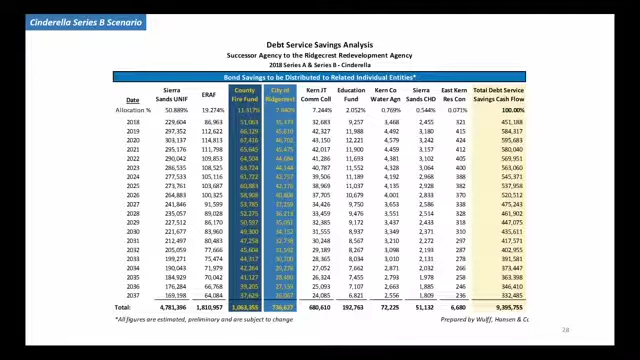 Cinderella Series B Scenario
Debt Service Savings Analysis
Successor Agency to the Ridgecrest Redevelopment Agency
2018 Series A & Series B - Cinderella
Bond Savings to be Distributed to Related Individual Entities*
Date Sierra Sands UNIF ERAF County Fire Fund City of Ridgecrest Kern JT Comm Coll Education Fund Kern Co Water Agn Sierra Sands CHD East Kern Res Con Total Debt Service Savings Cash Flow
Allocation % 50.889% 19.274% 11.317% 7.840% 7.244% 2.052% 0.769% 0.544% 0.071% 100.00%
2018 229,604 86,963 51,063 35,373 32,683 9,257 3,468 2,455 321 451,188
2019 297,352 112,622 66,129 45,810 42,327 11,988 4,492 3,180 415 584,317
2020 303,137 114,813 67,416 46,702 43,150 12,221 4,579 3,242 424 595,683
2021 295,176 111,798 65,645 45,475 42,017 11,900 4,459 3,157 412 580,040
2022 290,042 109,853 64,504 44,684 41,286 11,693 4,381 3,102 405 569,951
2023 286,535 108,525 63,724 44,144 40,787 11,552 4,328 3,064 400 563,060
2024 277,533 105,116 61,722 42,757 39,506 11,189 4,192 2,968 388 545,371
2025 273,761 103,687 60,883 42,176 38,969 11,037 4,135 2,928 382 537,958
2026 264,883 100,325 58,908 40,808 37,705 10,679 4,001 2,833 370 520,512
2027 241,846 91,599 53,785 37,259 34,426 9,750 3,653 2,586 338 475,243
2028 235,057 89,028 52,275 36,213 33,459 9,476 3,551 2,514 328 461,902
2029 227,512 86,170 50,597 35,051 32,385 9,172 3,437 2,433 318 447,075
2030 221,677 83,960 49,300 34,152 31,555 8,937 3,349 2,371 310 435,611
2031 212,497 80,483 47,258 32,738 30,248 8,567 3,210 2,272 297 417,571
2032 205,059 77,666 45,604 31,592 29,189 8,267 3,098 2,193 287 402,955
2033 199,271 75,474 44,317 30,700 28,365 8,034 3,010 2,131 278 391,581
2034 190,043 71,979 42,264 29,278 27,052 7,662 2,871 2,032 266 373,447
2035 184,929 70,042 41,127 28,490 26,324 7,455 2,793 1,978 258 363,398
2036 176,284 66,768 39,205 27,159 25,093 7,107 2,663 1,885 246 346,410
2037 169,198 64,084 37,629 26,067 24,085 6,821 2,556 1,809 236 332,485
Total: 4,781,396 1,810,957 1,063,355 736,627 680,610 192,763 72,225 51,132 6,680 9,395,755
*All figures are estimated, preliminary and are subject to change Prepared by Wulff, Hansen & Co
28